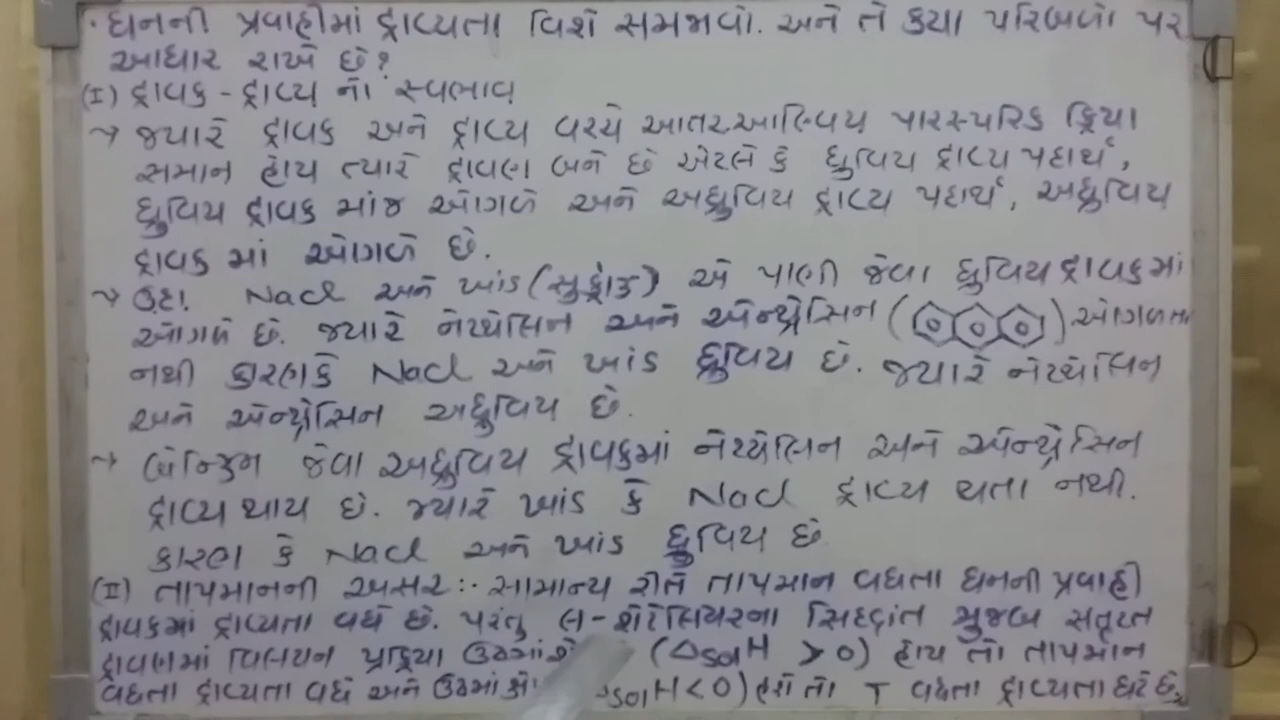 . ઘનની પ્રવાહીમાં દ્રાવ્યતા વિશે સમજાવો. અને તે કયા પરિબળો પર
આધાર રાખે છે?
(I) દ્રાવક - દ્રાવ્ય નો સ્વભાવ
→ જ્યારે દ્રાવક અને દ્રાવ્ય વચ્ચે આંતરઆણ્વિય પારસ્પરિક ક્રિયા
સમાન હોય ત્યારે દ્રાવણ બને છે એટલે કે ધ્રુવિય દ્રાવ્ય પદાર્થ,
ધ્રુવિય દ્રાવક માંજ ઓગળે અને અધ્રુવિય દ્રાવ્ય પદાર્થ, અધ્રુવિય
દ્રાવક માં ઓગળે છે.
→ ઉદા. NaCl અને ખાંડ (સુક્રોઝ) એ પાણી જેવા ધ્રુવિય દ્રાવકમાં
ઓગળે છે. જ્યારે નેપ્થેલિન અને એન્થ્રેસિન ( ) ઓગળતા
નથી કારણકે NaCl અને ખાંડ ધ્રુવિય છે. જ્યારે નેપ્થેલિન
અને એન્થ્રેસિન અધ્રુવિય છે.
→ બેન્ઝિન જેવા અધ્રુવિય દ્રાવકમાં નેપ્થેલિન અને એન્થ્રેસિન
દ્રાવ્ય થાય છે. જ્યારે ખાંડ કે NaCl દ્રાવ્ય થતા નથી.
કારણ કે NaCl અને ખાંડ ધ્રુવિય છે
(II) તાપમાનની અસર :- સામાન્ય રીતે તાપમાન વધતા ઘનની પ્રવાહી
દ્રાવકમાં દ્રાવ્યતા વધે છે. પરંતુ લ-શેટેલિયરના સિદ્ધાંત મુજબ સંતૃપ્ત
દ્રાવણમાં વિલયન પ્રક્રિયા (ΔsolH > 0) હોય તો તાપમાન
વધતા દ્રાવ્યતા વધે અને solH < 0) હશે તો T વધતા દ્રાવ્યતા ઘટે છે.